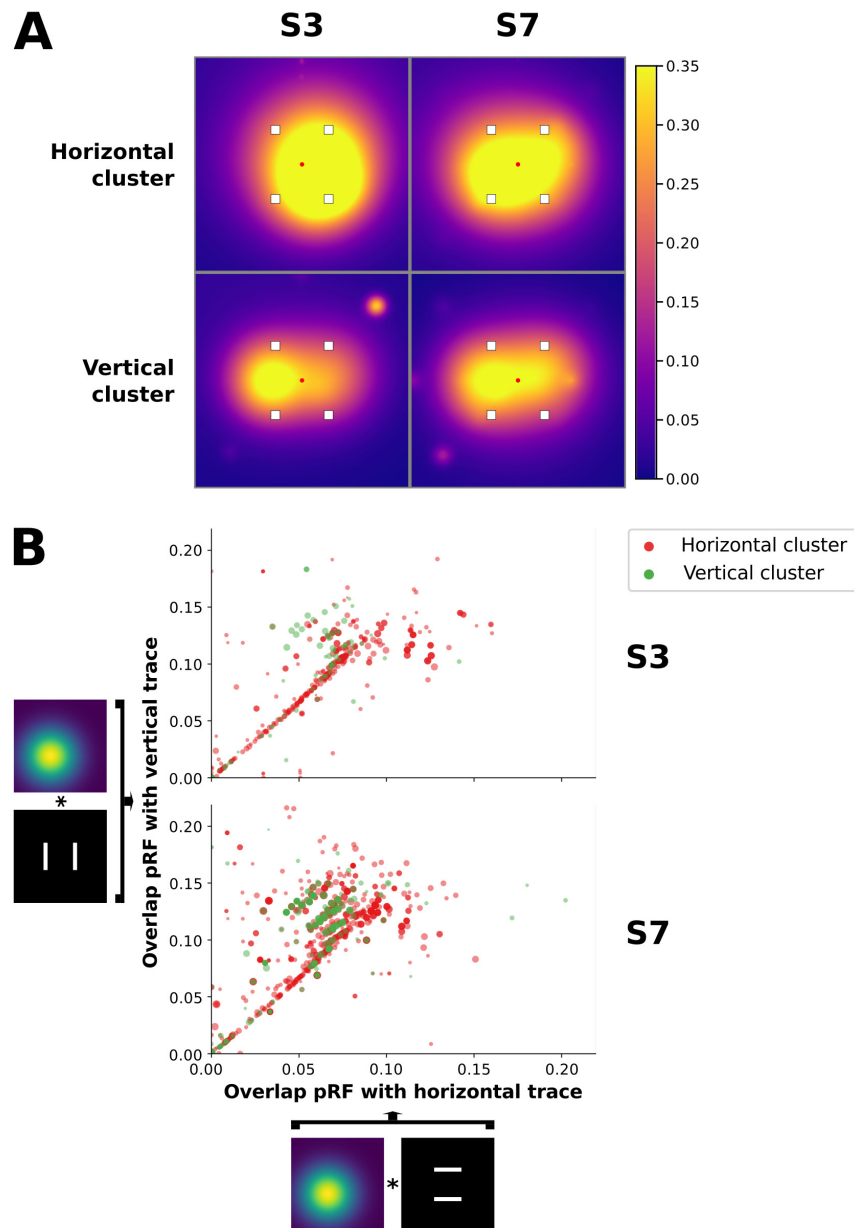 A
S3
S7
Horizontal
cluster
Vertical
cluster
0.35
0.30
0.25
0.20
0.15
0.10
0.05
0.00
B
Horizontal cluster
Vertical cluster
S3
0.20
0.15
0.10
0.05
0.00
Overlap pRF with vertical trace
*
S7
0.20
0.15
0.10
0.05
0.00
0.00 0.05 0.10 0.15 0.20
Overlap pRF with horizontal trace
*